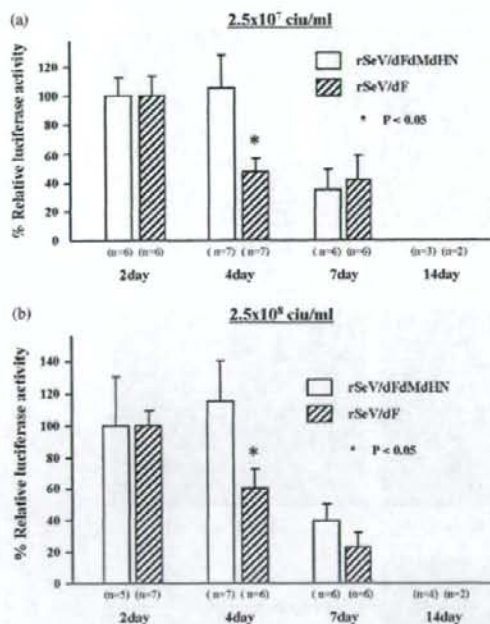 (a)
2.5x10⁷ ciu/ml
% Relative luciferase activity
120
100
80
60
40
20
0
rSeV/dFdMdHN
rSeV/dF
* P < 0.05
*
(n=6) (n=6) (n=7) (n=7) (n=6) (n=6) (n=3) (n=2)
2day 4day 7day 14day
(b)
2.5x10⁸ ciu/ml
% Relative luciferase activity
140
120
100
80
60
40
20
0
rSeV/dFdMdHN
rSeV/dF
* P < 0.05
*
(n=5) (n=7) (n=7) (n=6) (n=6) (n=6) (n=4) (n=2)
2day 4day 7day 14day